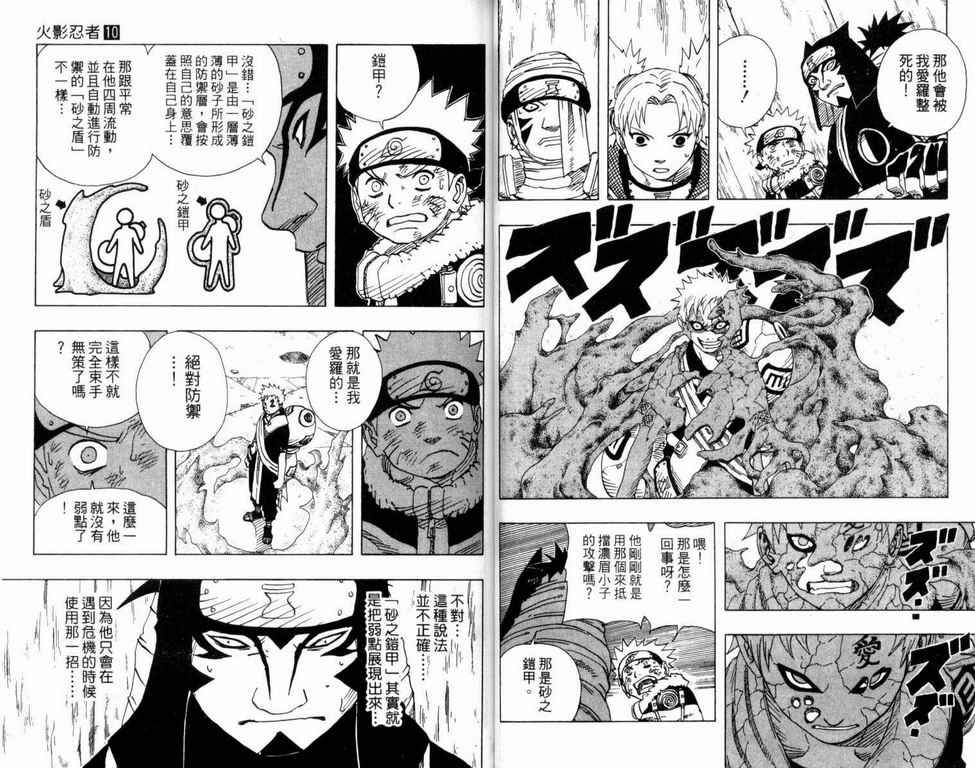 那他會被
我愛羅整
死的!
……
ズズズズズ
ズズ…
ズズ…
愛
喂!
那是怎麼一
回事呀?
他剛剛就是
用那個來抵
擋濃眉小子
的攻擊嗎?
那是砂之
鎧甲。
火影忍者10
鎧甲?
沒錯…「砂之鎧
甲」是由一層薄
薄的砂子所形成
的防禦層,會按
照自己的意思覆
蓋在自己身上…
那跟平常
在他四周流動,
並且自動進行防
禦的「砂之盾」
不一樣…
砂之鎧甲
砂之盾
那就是我
愛羅的…
絕對防禦
…!
這樣不就
完全束手
無策了嗎
?
這麼一
來,他
就沒有
弱點了
!
不對…
這種說法
並不正確……
「砂之鎧甲」其實就
是把弱點展現出來…
因為他只會在
遇到危機的時候
使用那一招…